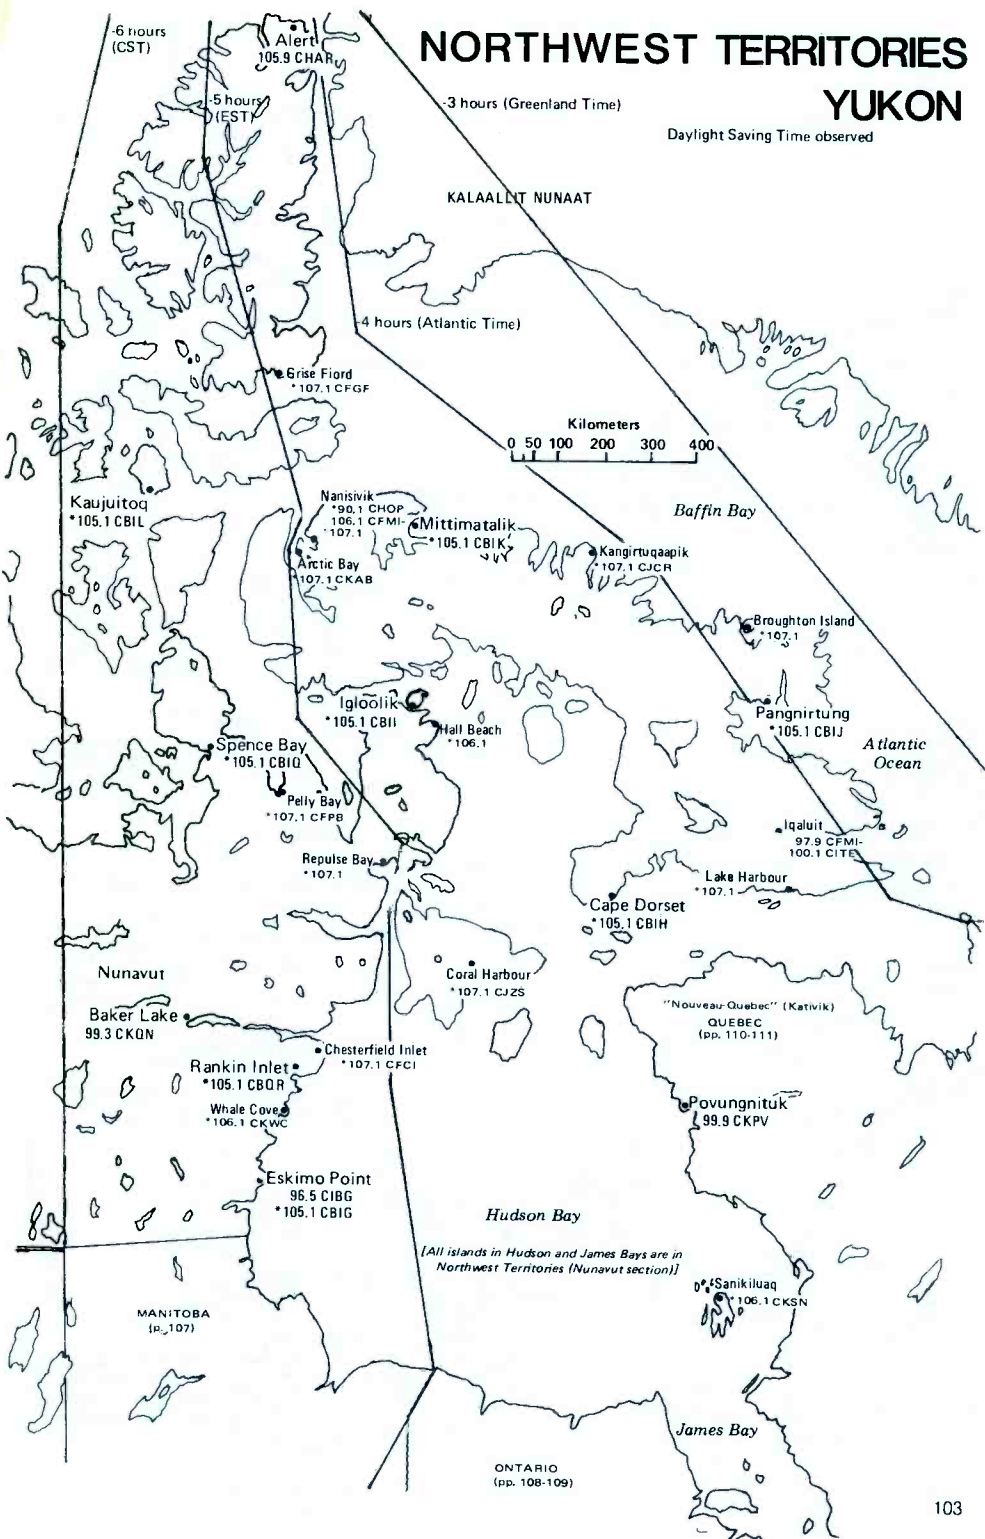 NORTHWEST TERRITORIES
YUKON
Daylight Saving Time observed
-6 hours
(CST)
Alert
105.9 CHAR
-5 hours
(EST)
-3 hours (Greenland Time)
KALAALLIT NUNAAT
-4 hours (Atlantic Time)
Grise Fiord
*107.1 CFGF
Kilometers
0 50 100 200 300 400
Kaujuitoq
*105.1 CBIL
Nanisivik
*90.1 CHOP
106.1 CFMI-
*107.1
Mittimatalik
*105.1 CBIK
Baffin Bay
Arctic Bay
*107.1 CKAB
Kangirtuqaapik
*107.1 CJCR
Broughton Island
*107.1
Igloolik
*105.1 CBII
Hall Beach
*106.1
Pangnirtung
*105.1 CBIJ
Atlantic
Ocean
Spence Bay
*105.1 CBIQ
Pelly Bay
*107.1 CFPB
Iqaluit
97.9 CFMI-
100.1 CITE
Repulse Bay
*107.1
Lake Harbour
*107.1
Cape Dorset
*105.1 CBIH
Nunavut
Coral Harbour
*107.1 CJZS
Baker Lake
99.3 CKQN
"Nouveau-Quebec" (Kativik)
QUEBEC
(pp. 110-111)
Chesterfield Inlet
*107.1 CFCI
Rankin Inlet
*105.1 CBQR
Whale Cove
*106.1 CKWC
Povungnituk
99.9 CKPV
Eskimo Point
96.5 CIBG
*105.1 CBIG
Hudson Bay
[All islands in Hudson and James Bays are in
Northwest Territories (Nunavut section)]
Sanikiluaq
*106.1 CKSN
MANITOBA
(p. 107)
James Bay
ONTARIO
(pp. 108-109)
103